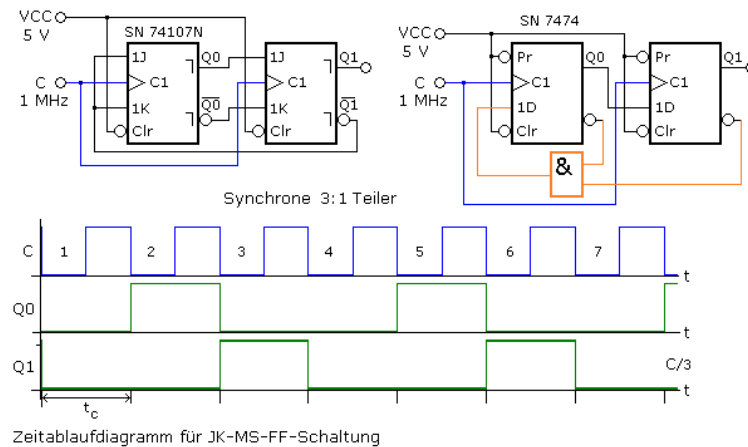 VCC
5 V
SN 74107N
C
1 MHz
1J
C1
1K
Clr
Q0
Q0
1J
C1
1K
Clr
Q1
Q1
VCC
5 V
SN 7474
C
1 MHz
Pr
C1
1D
Clr
Q0
&
Pr
C1
1D
Clr
Q1
Synchrone 3:1 Teiler
C
1 2 3 4 5 6 7
t
Q0
t
Q1
C/3
t
tc
Zeitablaufdiagramm für JK-MS-FF-Schaltung